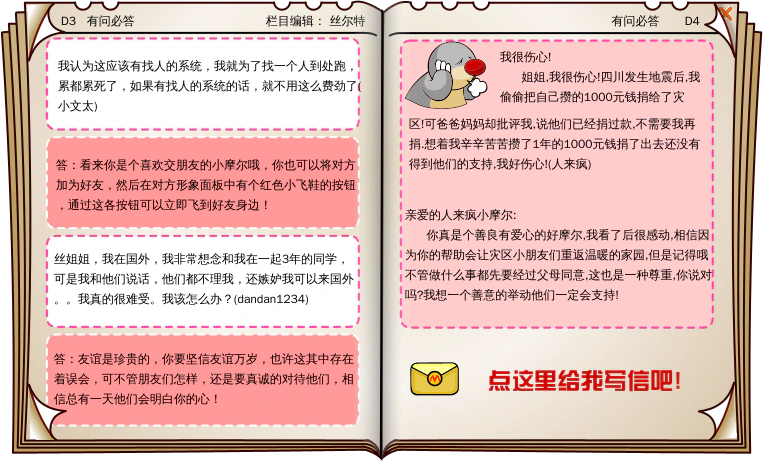 D3 有问必答 栏目编辑： 丝尔特
我认为这应该有找人的系统，我就为了找一个人到处跑，
累都累死了，如果有找人的系统的话，就不用这么费劲了(
小文太)
答：看来你是个喜欢交朋友的小摩尔哦，你也可以将对方
加为好友，然后在对方形象面板中有个红色小飞鞋的按钮
，通过这各按钮可以立即飞到好友身边！
丝姐姐，我在国外，我非常想念和我在一起3年的同学，
可是我和他们说话，他们都不理我，还嫉妒我可以来国外
。。我真的很难受。我该怎么办？(dandan1234)
答：友谊是珍贵的，你要坚信友谊万岁，也许这其中存在
着误会，可不管朋友们怎样，还是要真诚的对待他们，相
信总有一天他们会明白你的心！
有问必答 D4
我很伤心!
姐姐,我很伤心!四川发生地震后,我
偷偷把自己攒的1000元钱捐给了灾
区!可爸爸妈妈却批评我,说他们已经捐过款,不需要我再
捐.想着我辛辛苦苦攒了1年的1000元钱捐了出去还没有
得到他们的支持,我好伤心!(人来疯)
亲爱的人来疯小摩尔:
你真是个善良有爱心的好摩尔,我看了后很感动,相信因
为你的帮助会让灾区小朋友们重返温暖的家园,但是记得哦
不管做什么事都先要经过父母同意,这也是一种尊重,你说对
吗?我想一个善意的举动他们一定会支持!
点这里给我写信吧!